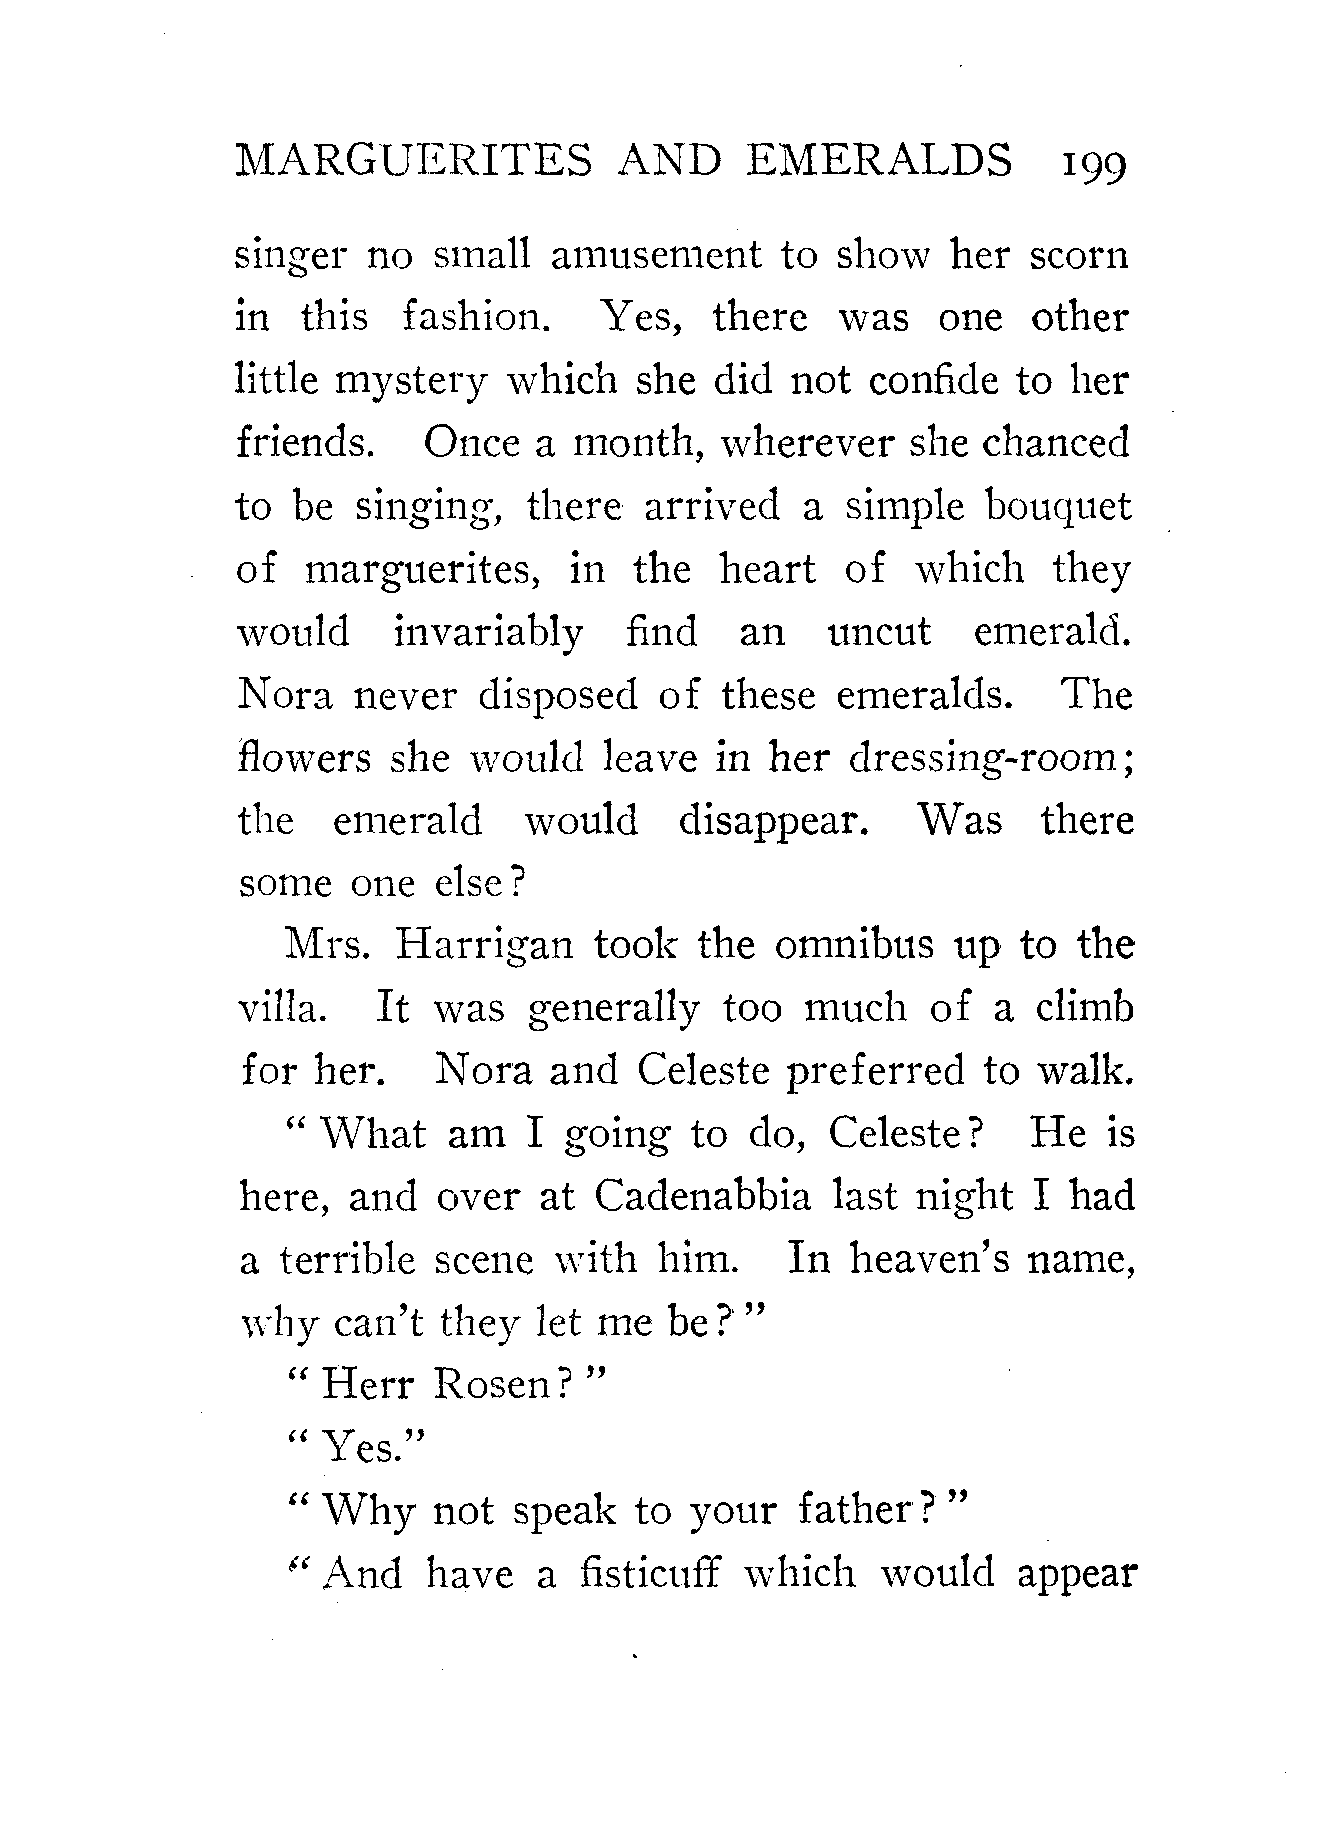 MARGUERITES AND EMERALDS 199
singer no small amusement to show her scorn
in this fashion. Yes, there was one other
little mystery which she did not confide to her
friends. Once a month, wherever she chanced
to be singing, there arrived a simple bouquet
of marguerites, in the heart of which they
would invariably find an uncut emerald.
Nora never disposed of these emeralds. The
flowers she would leave in her dressing-room;
the emerald would disappear. Was there
some one else?
Mrs. Harrigan took the omnibus up to the
villa. It was generally too much of a climb
for her. Nora and Celeste preferred to walk.
“ What am I going to do, Celeste? He is
here, and over at Cadenabbia last night I had
a terrible scene with him. In heaven’s name,
why can’t they let me be? ”
“ Herr Rosen? ”
“ Yes.”
“ Why not speak to your father? ”
“ And have a fisticuff which would appear